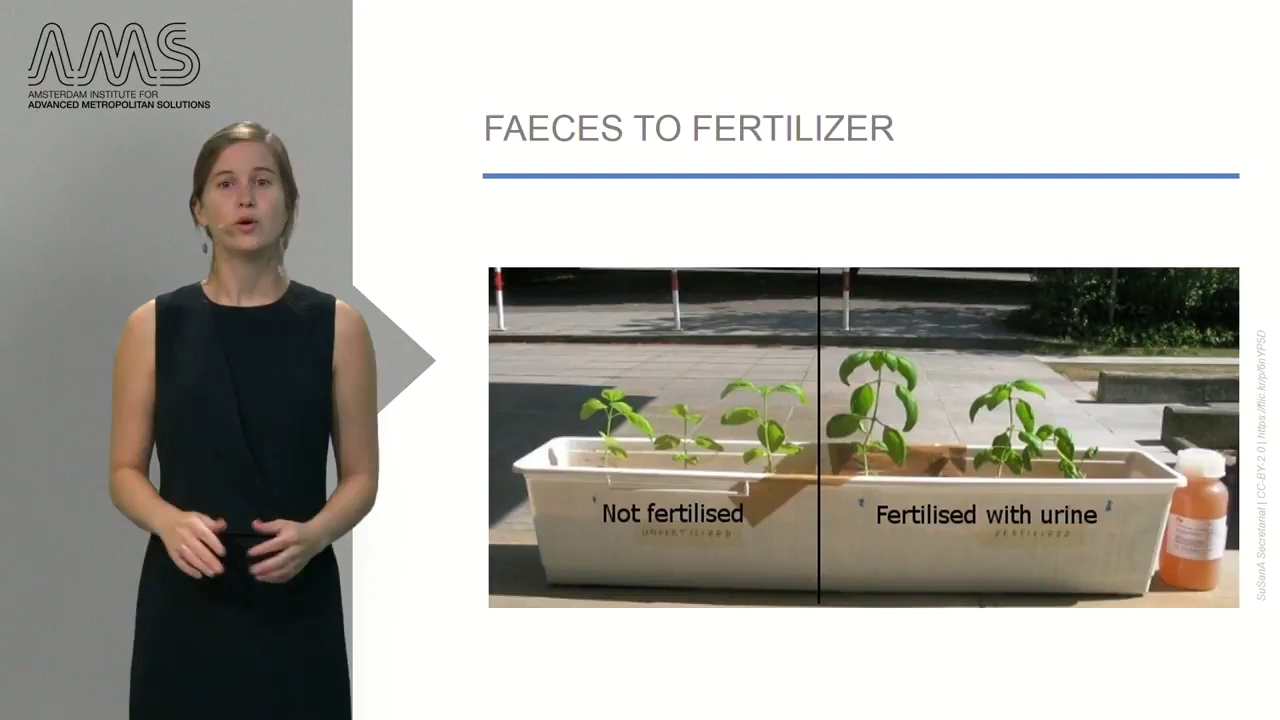 AMS
AMSTERDAM INSTITUTE FOR
ADVANCED METROPOLITAN SOLUTIONS
FAECES TO FERTILIZER
Not fertilised
UNFERTILIZED
Fertilised with urine
FERTILIZED
SuSanA Secretariat | CC-BY-2.0 | https://flic.kr/p/6nYP5D